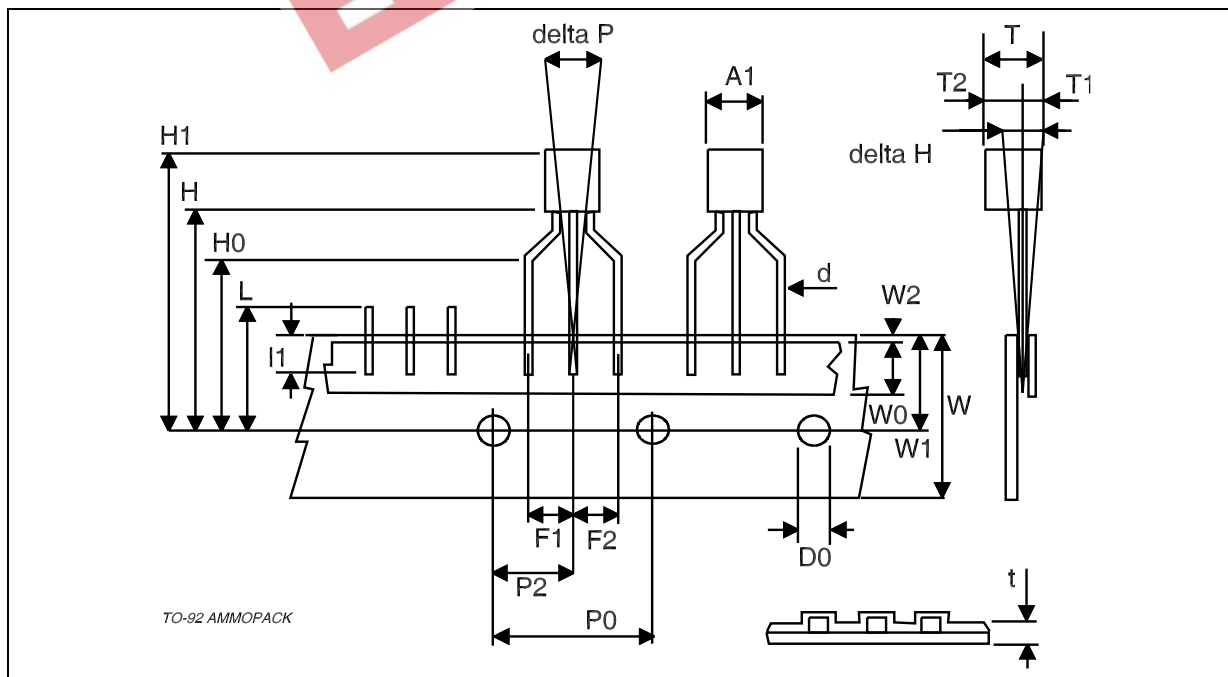 delta P
T
A1
T2
T1
H1
delta H
H
H0
d
L
W2
l1
W0
W
W1
F1
F2
D0
P2
t
TO-92 AMMOPACK
P0